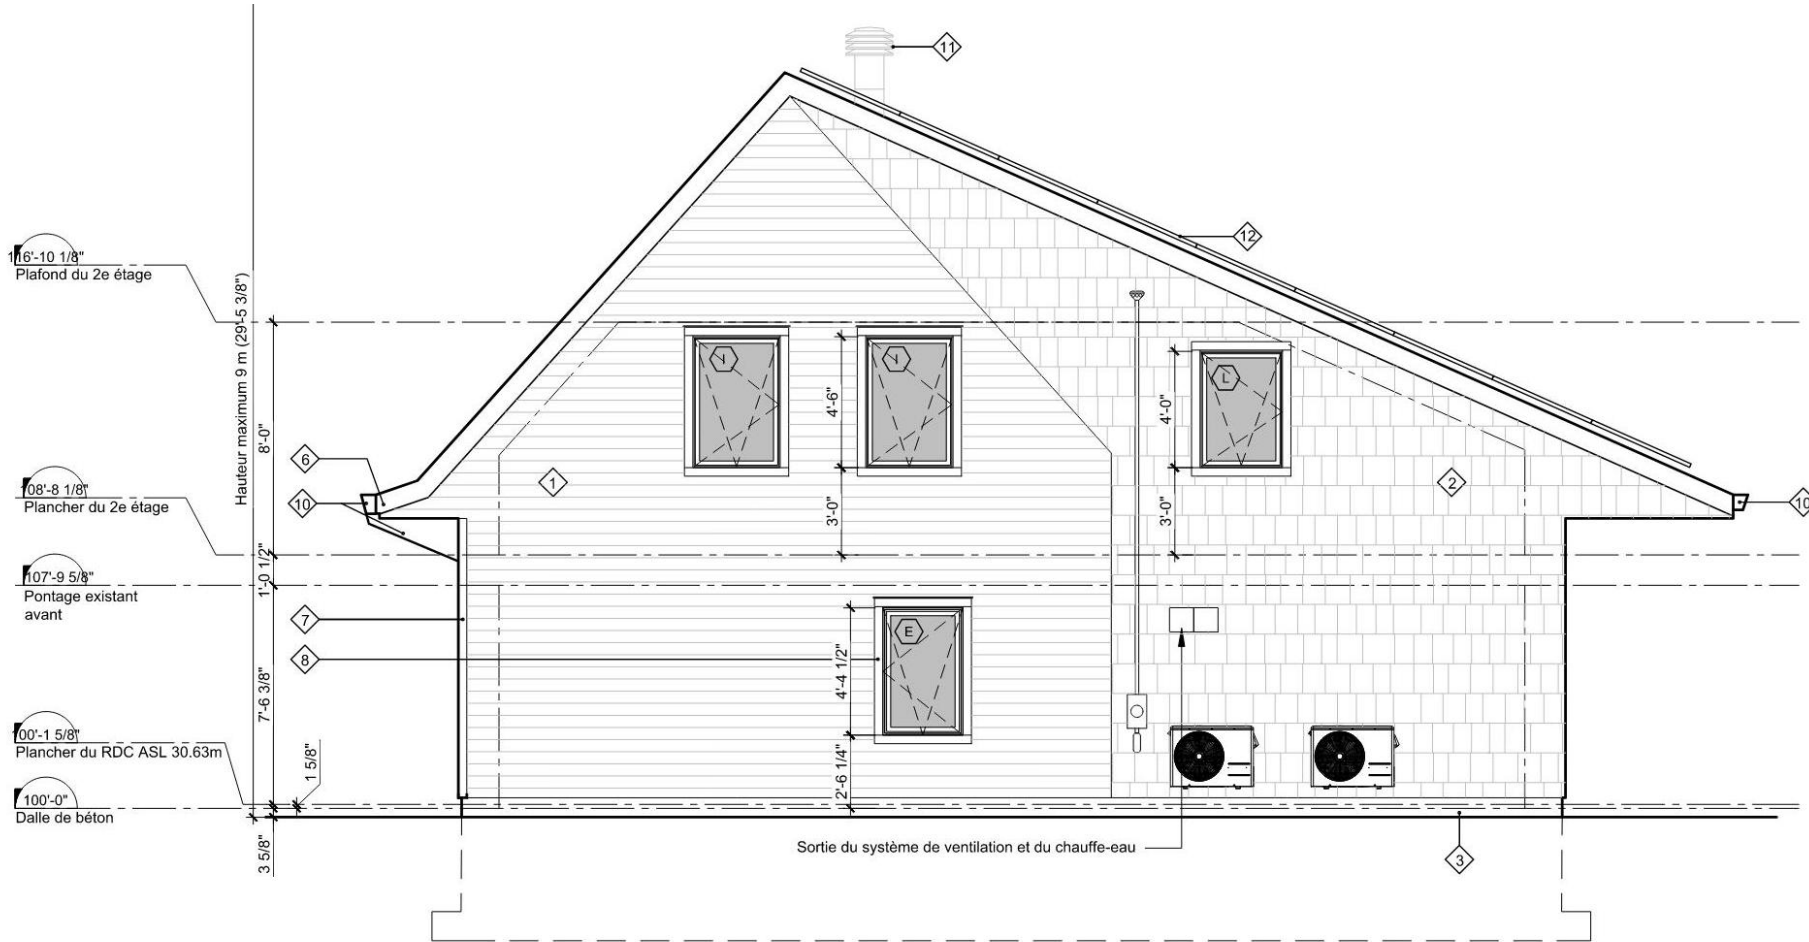 11
12
116'-10 1/8"
Plafond du 2e étage
Hauteur maximum 9 m (29'-5 3/8")
8'-0"
4'-6"
4'-0"
L
6
10
1
2
10
108'-8 1/8"
Plancher du 2e étage
3'-0"
3'-0"
1'-0 1/2"
107'-9 5/8"
Pontage existant
avant
7
8
E
4'-4 1/2"
7'-6 3/8"
100'-1 5/8"
Plancher du RDC ASL 30.63m
1 5/8"
2'-6 1/4"
100'-0"
Dalle de béton
3 5/8"
Sortie du système de ventilation et du chauffe-eau
3